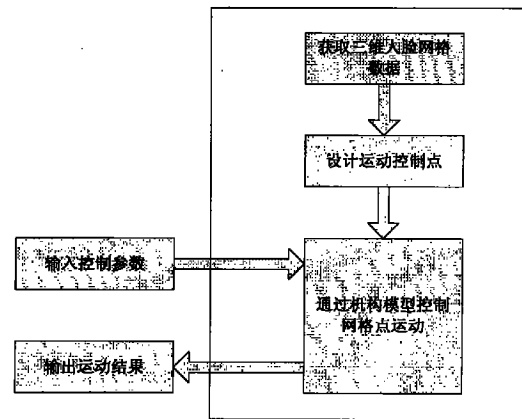 获取三维人脸网格
数据
设计运动控制点
输入控制参数
通过机构模型控制
网格点运动
输出运动结果